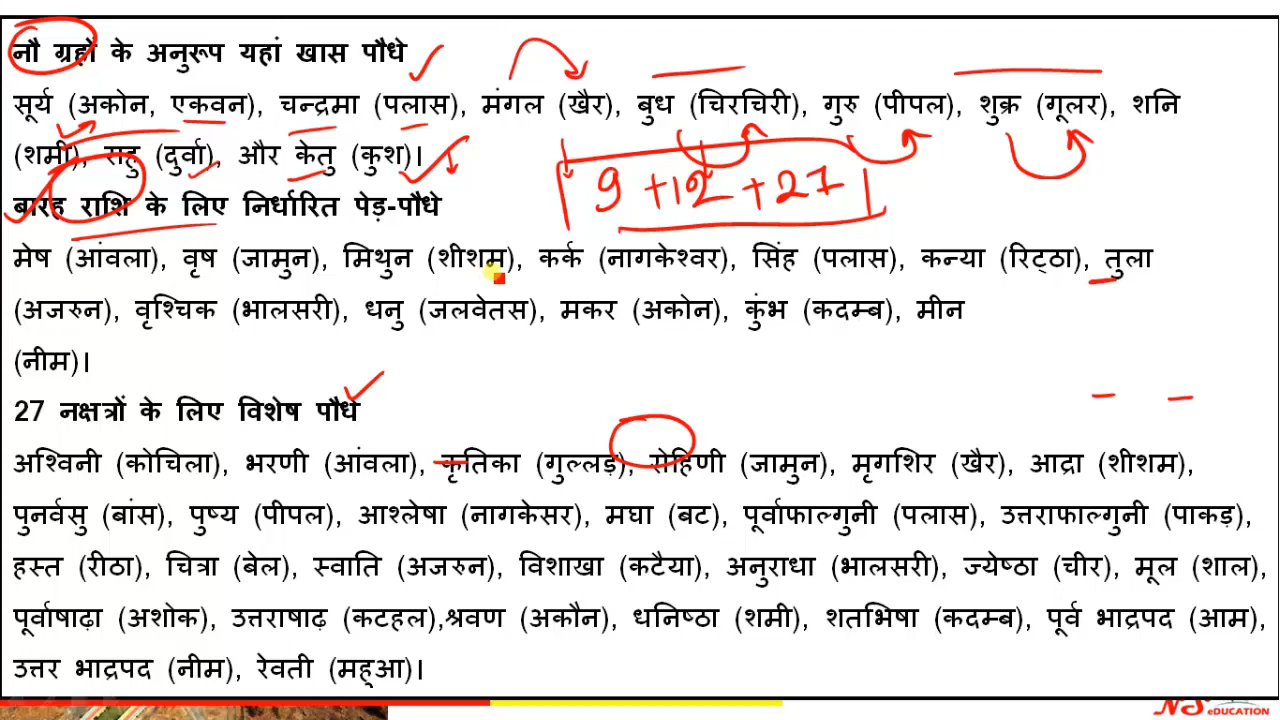 नौ ग्रहों के अनुरूप यहां खास पौधे
सूर्य (अकोन, एकवन), चन्द्रमा (पलास), मंगल (खैर), बुध (चिरचिरी), गुरु (पीपल), शुक्र (गूलर), शनि
(शमी), राहु (दुर्वा), और केतु (कुश)।
9 +12 +27
बारह राशि के लिए निर्धारित पेड़-पौधे
मेष (आंवला), वृष (जामुन), मिथुन (शीशम), कर्क (नागकेश्वर), सिंह (पलास), कन्या (रिट्ठा), तुला
(अजरुन), वृश्चिक (भालसरी), धनु (जलवेतस), मकर (अकोन), कुंभ (कदम्ब), मीन
(नीम)।
27 नक्षत्रों के लिए विशेष पौधे
अश्विनी (कोचिला), भरणी (आंवला), कृतिका (गुल्लड़), रोहिणी (जामुन), मृगशिर (खैर), आद्रा (शीशम),
पुनर्वसु (बांस), पुष्य (पीपल), आश्लेषा (नागकेसर), मघा (बट), पूर्वाफाल्गुनी (पलास), उत्तराफाल्गुनी (पाकड़),
हस्त (रीठा), चित्रा (बेल), स्वाति (अजरुन), विशाखा (कटैया), अनुराधा (भालसरी), ज्येष्ठा (चीर), मूल (शाल),
पूर्वाषाढ़ा (अशोक), उत्तराषाढ़ (कटहल),श्रवण (अकौन), धनिष्ठा (शमी), शतभिषा (कदम्ब), पूर्व भाद्रपद (आम),
उत्तर भाद्रपद (नीम), रेवती (महुआ)।
NS eDUCATION